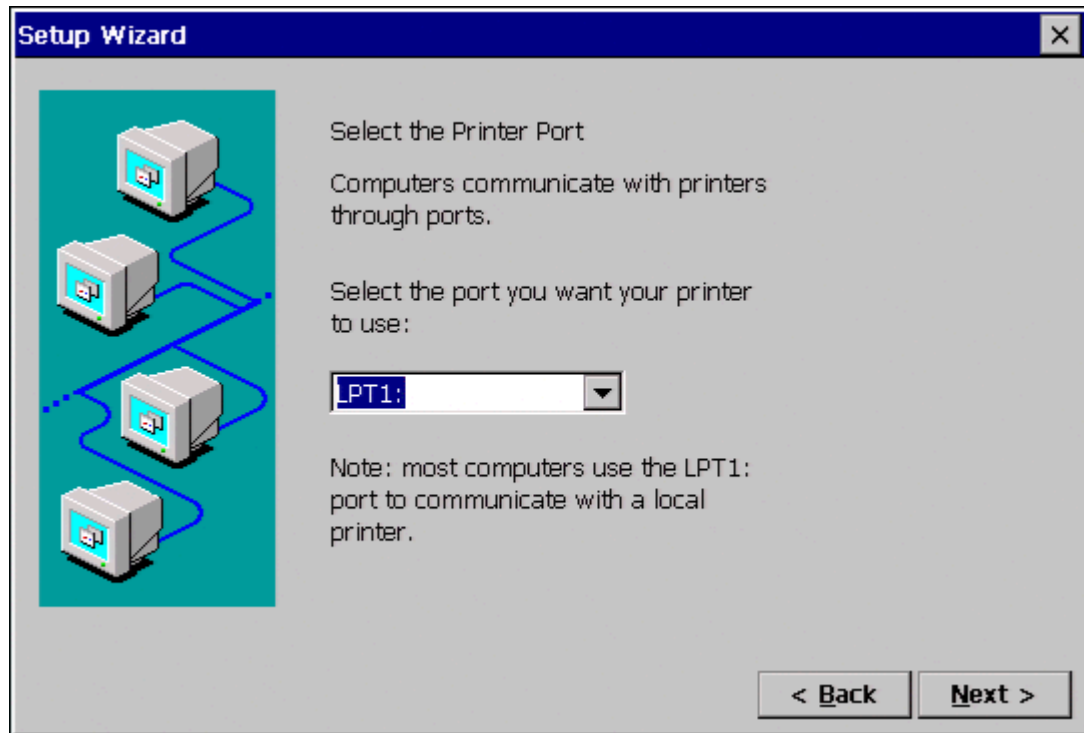 Setup Wizard
Select the Printer Port
Computers communicate with printers
through ports.
Select the port you want your printer
to use:
LPT1:
Note: most computers use the LPT1:
port to communicate with a local
printer.
< Back
Next >